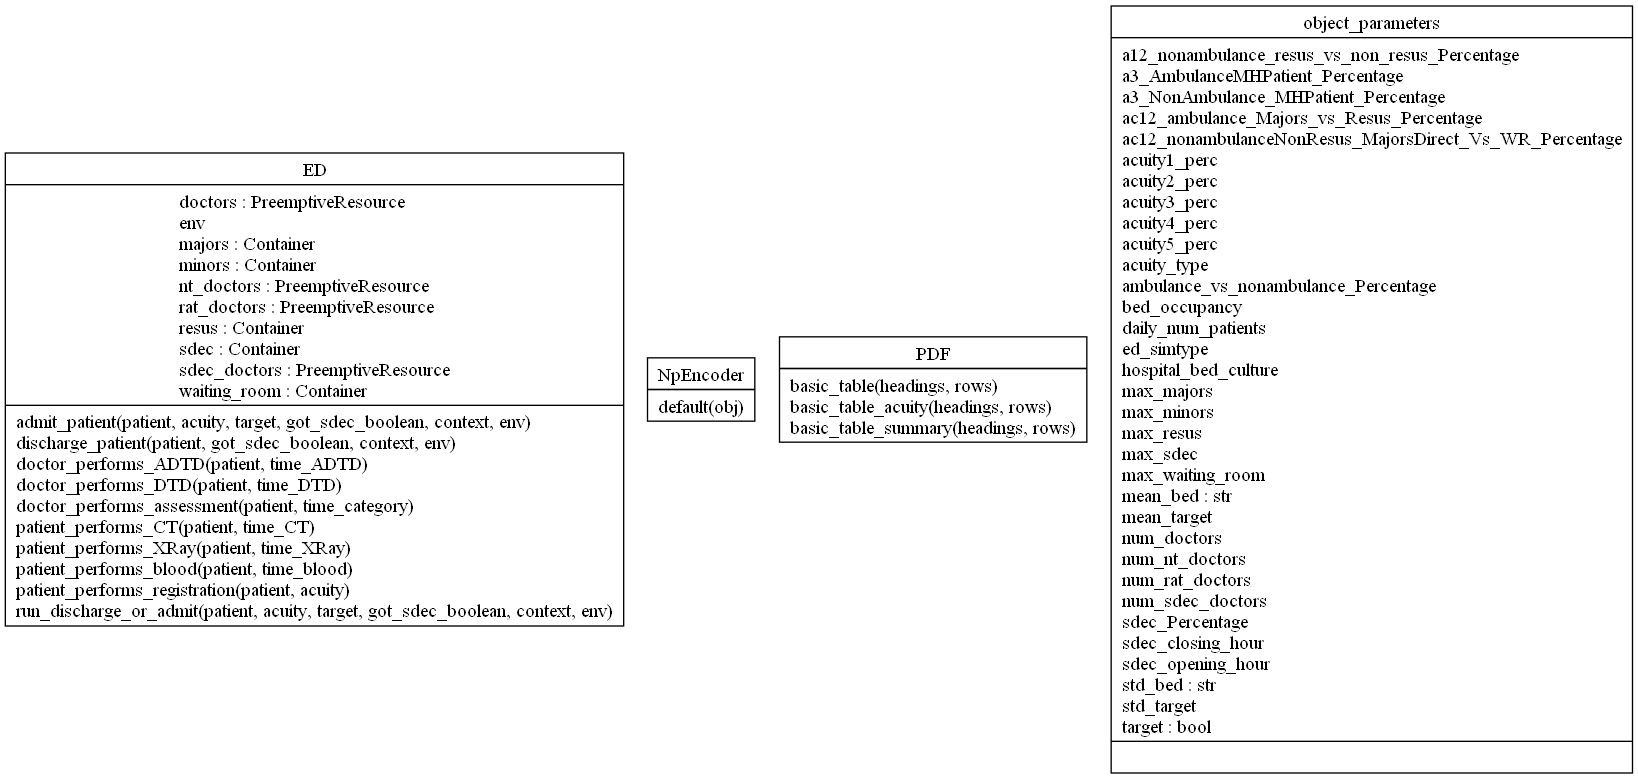 ED
doctors : PreemptiveResource
env
majors : Container
minors : Container
nt_doctors : PreemptiveResource
rat_doctors : PreemptiveResource
resus : Container
sdec : Container
sdec_doctors : PreemptiveResource
waiting_room : Container
admit_patient(patient, acuity, target, got_sdec_boolean, context, env)
discharge_patient(patient, got_sdec_boolean, context, env)
doctor_performs_ADTD(patient, time_ADTD)
doctor_performs_DTD(patient, time_DTD)
doctor_performs_assessment(patient, time_category)
patient_performs_CT(patient, time_CT)
patient_performs_XRay(patient, time_XRay)
patient_performs_blood(patient, time_blood)
patient_performs_registration(patient, acuity)
run_discharge_or_admit(patient, acuity, target, got_sdec_boolean, context, env)
NpEncoder
default(obj)
PDF
basic_table(headings, rows)
basic_table_acuity(headings, rows)
basic_table_summary(headings, rows)
object_parameters
a12_nonambulance_resus_vs_non_resus_Percentage
a3_AmbulanceMHPatient_Percentage
a3_NonAmbulance_MHPatient_Percentage
ac12_ambulance_Majors_vs_Resus_Percentage
ac12_nonambulanceNonResus_MajorsDirect_Vs_WR_Percentage
acuity1_perc
acuity2_perc
acuity3_perc
acuity4_perc
acuity5_perc
acuity_type
ambulance_vs_nonambulance_Percentage
bed_occupancy
daily_num_patients
ed_simtype
hospital_bed_culture
max_majors
max_minors
max_resus
max_sdec
max_waiting_room
mean_bed : str
mean_target
num_doctors
num_nt_doctors
num_rat_doctors
num_sdec_doctors
sdec_Percentage
sdec_closing_hour
sdec_opening_hour
std_bed : str
std_target
target : bool